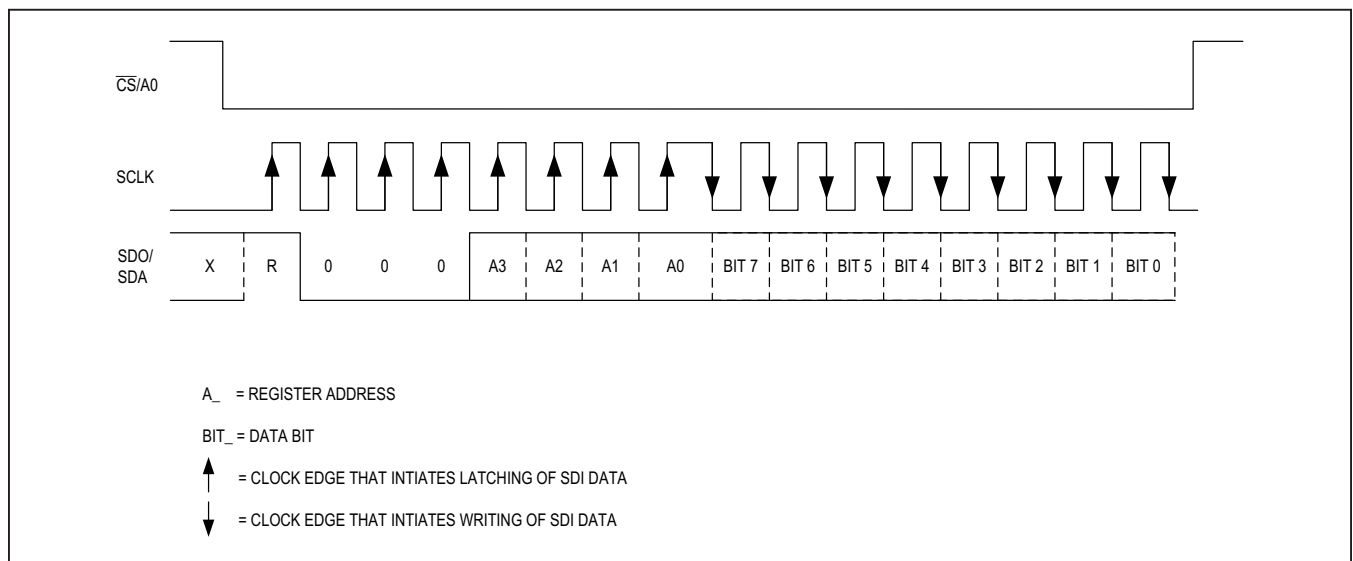 C̅S̅/A0
SCLK
SDO/
SDA
X R 0 0 0 A3 A2 A1 A0 BIT 7 BIT 6 BIT 5 BIT 4 BIT 3 BIT 2 BIT 1 BIT 0
A_ = REGISTER ADDRESS
BIT_ = DATA BIT
= CLOCK EDGE THAT INTIATES LATCHING OF SDI DATA
= CLOCK EDGE THAT INTIATES WRITING OF SDI DATA